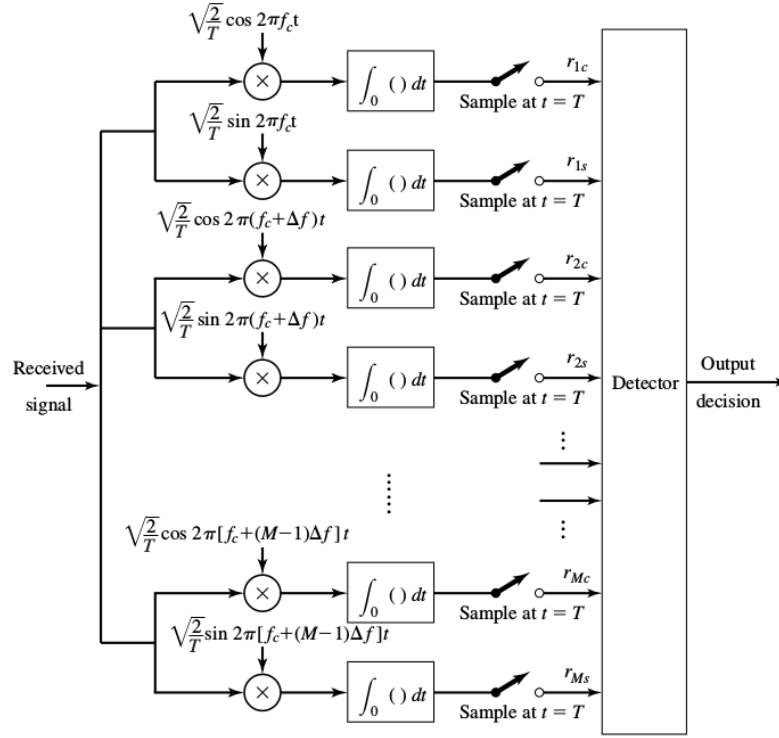 √2/T cos 2πf_ct
∫_0 ( ) dt
r_1c
Sample at t = T
√2/T sin 2πf_ct
∫_0 ( ) dt
r_1s
Sample at t = T
√2/T cos 2π(f_c+Δf)t
∫_0 ( ) dt
r_2c
Sample at t = T
√2/T sin 2π(f_c+Δf)t
∫_0 ( ) dt
r_2s
Sample at t = T
Received
signal
Detector
Output
decision
√2/T cos 2π[f_c+(M−1)Δf]t
∫_0 ( ) dt
r_Mc
Sample at t = T
√2/T sin 2π[f_c+(M−1)Δf]t
∫_0 ( ) dt
r_Ms
Sample at t = T